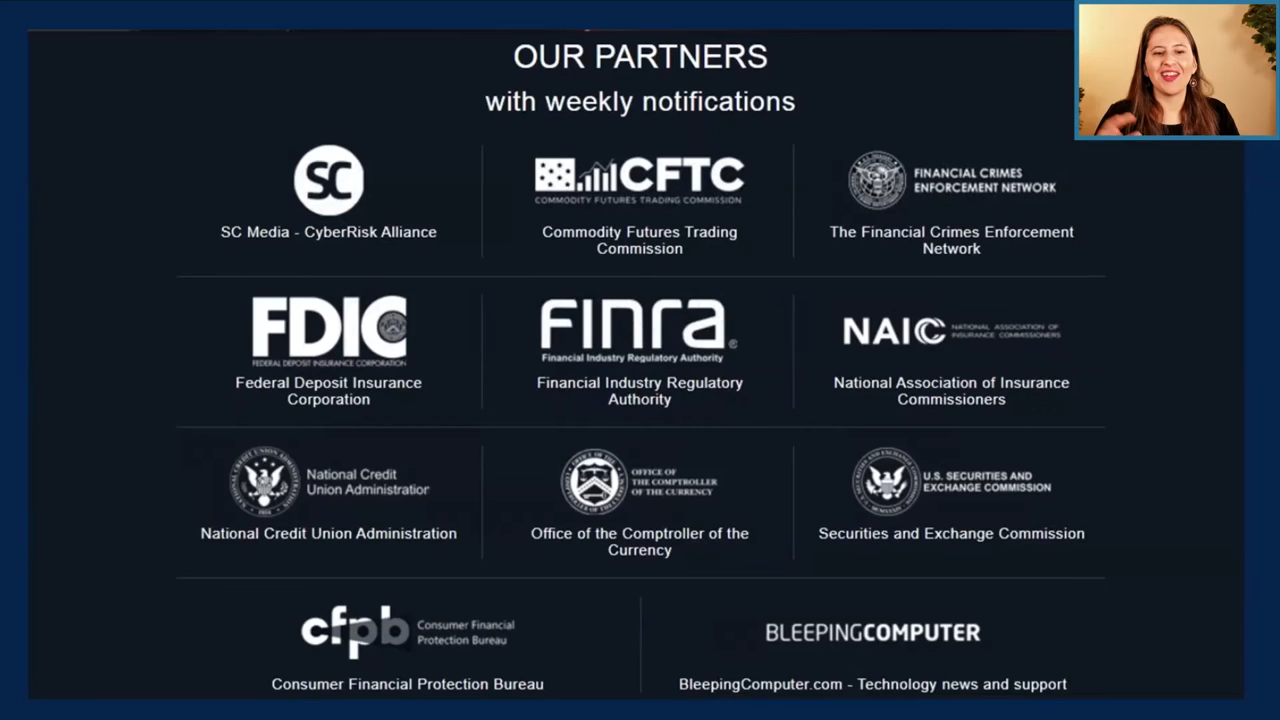 OUR PARTNERS
with weekly notifications
SC
SC Media - CyberRisk Alliance
CFTC
COMMODITY FUTURES TRADING COMMISSION
Commodity Futures Trading
Commission
FINANCIAL CRIMES
ENFORCEMENT NETWORK
The Financial Crimes Enforcement
Network
FDIC
FEDERAL DEPOSIT INSURANCE CORPORATION
Federal Deposit Insurance
Corporation
FINra
Financial Industry Regulatory Authority
Financial Industry Regulatory
Authority
NAIC
NATIONAL ASSOCIATION OF
INSURANCE COMMISSIONERS
National Association of Insurance
Commissioners
National Credit
Union Administration
National Credit Union Administration
OFFICE OF THE
COMPTROLLER
OF THE CURRENCY
Office of the Comptroller of the
Currency
U.S. SECURITIES AND
EXCHANGE COMMISSION
Securities and Exchange Commission
cfpb
Consumer Financial
Protection Bureau
Consumer Financial Protection Bureau
BLEEPINGCOMPUTER
BleepingComputer.com - Technology news and support